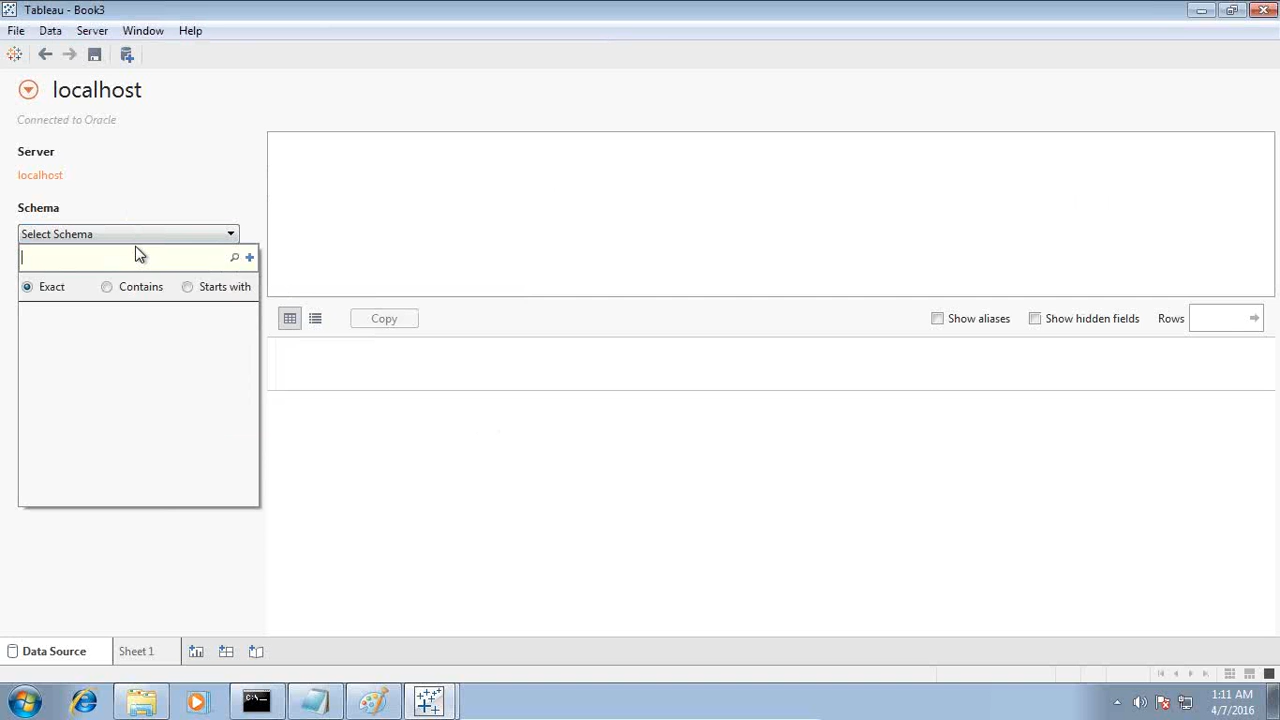 Tableau - Book3
File Data Server Window Help
localhost
Connected to Oracle
Server
localhost
Schema
Select Schema
Exact Contains Starts with
Copy Show aliases Show hidden fields Rows
Data Source Sheet 1
C:\_
1:11 AM
4/7/2016